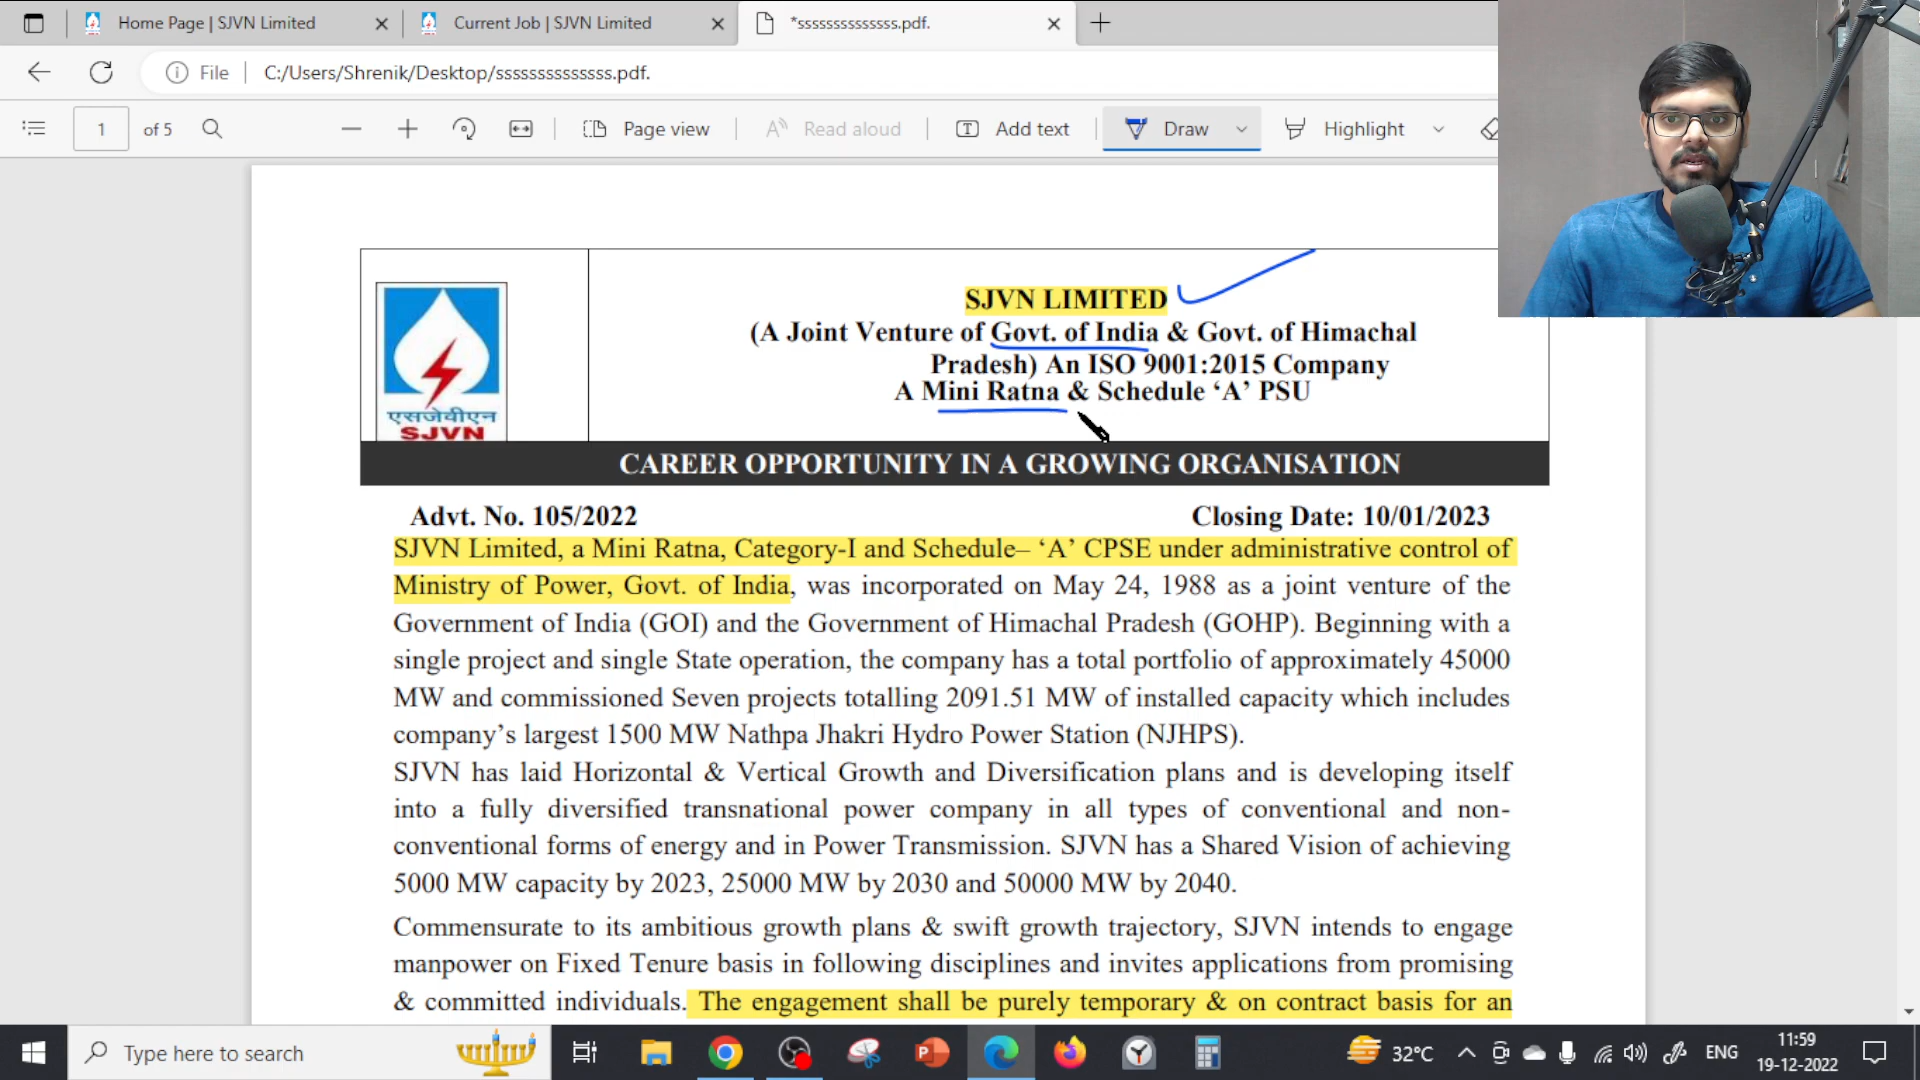 Home Page | SJVN Limited
Current Job | SJVN Limited
*ssssssssssssss.pdf.
File
C:/Users/Shrenik/Desktop/ssssssssssssss.pdf.
1
of 5
Page view
Read aloud
Add text
Draw
Highlight
एसजेवीएन
SJVN
SJVN LIMITED
(A Joint Venture of Govt. of India & Govt. of Himachal
Pradesh) An ISO 9001:2015 Company
A Mini Ratna & Schedule ‘A’ PSU
CAREER OPPORTUNITY IN A GROWING ORGANISATION
Advt. No. 105/2022
Closing Date: 10/01/2023
SJVN Limited, a Mini Ratna, Category-I and Schedule– ‘A’ CPSE under administrative control of
Ministry of Power, Govt. of India, was incorporated on May 24, 1988 as a joint venture of the
Government of India (GOI) and the Government of Himachal Pradesh (GOHP). Beginning with a
single project and single State operation, the company has a total portfolio of approximately 45000
MW and commissioned Seven projects totalling 2091.51 MW of installed capacity which includes
company’s largest 1500 MW Nathpa Jhakri Hydro Power Station (NJHPS).
SJVN has laid Horizontal & Vertical Growth and Diversification plans and is developing itself
into a fully diversified transnational power company in all types of conventional and non-
conventional forms of energy and in Power Transmission. SJVN has a Shared Vision of achieving
5000 MW capacity by 2023, 25000 MW by 2030 and 50000 MW by 2040.
Commensurate to its ambitious growth plans & swift growth trajectory, SJVN intends to engage
manpower on Fixed Tenure basis in following disciplines and invites applications from promising
& committed individuals. The engagement shall be purely temporary & on contract basis for an
Type here to search
32°C
ENG
11:59
19-12-2022